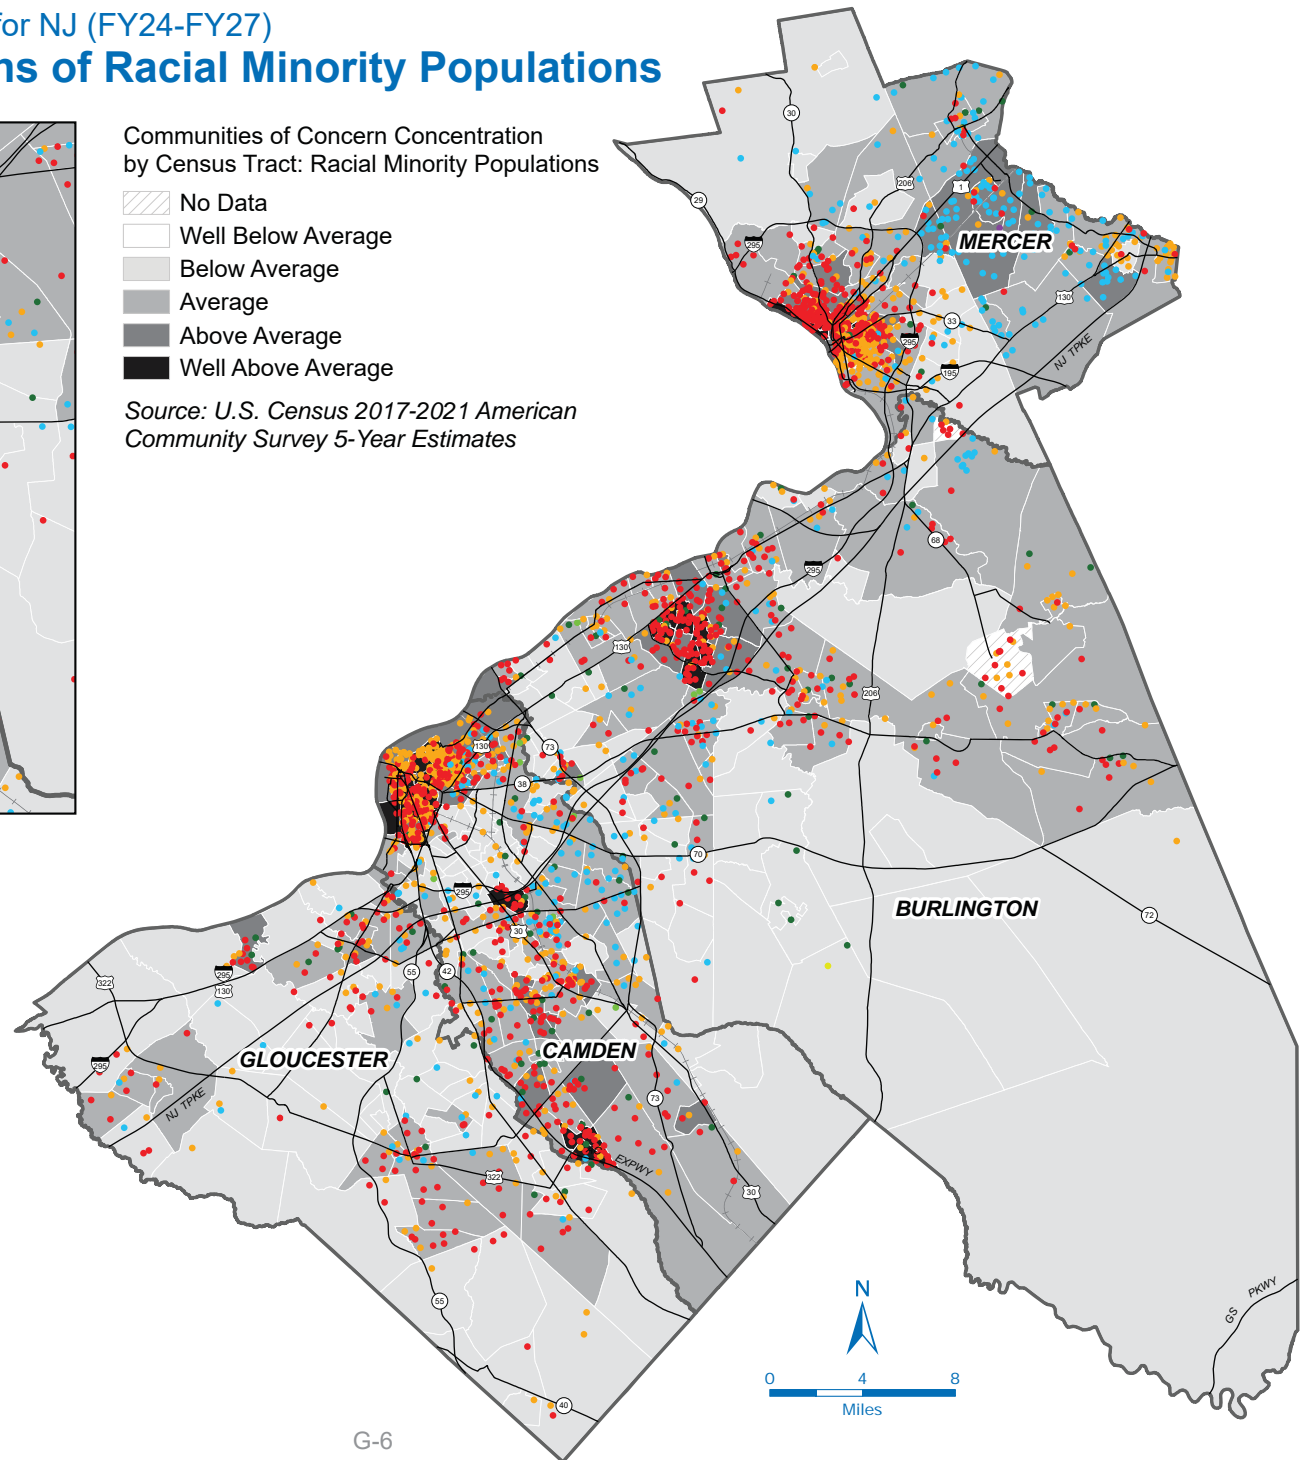 for NJ (FY24-FY27)
ns of Racial Minority Populations
Communities of Concern Concentration
by Census Tract: Racial Minority Populations
No Data
Well Below Average
Below Average
Average
Above Average
Well Above Average
Source: U.S. Census 2017-2021 American
Community Survey 5-Year Estimates
30
29
206
1
295
MERCER
130
33
295
NJ TPKE
195
68
295
130
206
130
73
38
70
295
BURLINGTON
72
30
55
42
295
130
322
GLOUCESTER
CAMDEN
295
NJ TPKE
73
EXPWY
322
30
55
GS PKWY
N
0 4 8
Miles
40
G-6